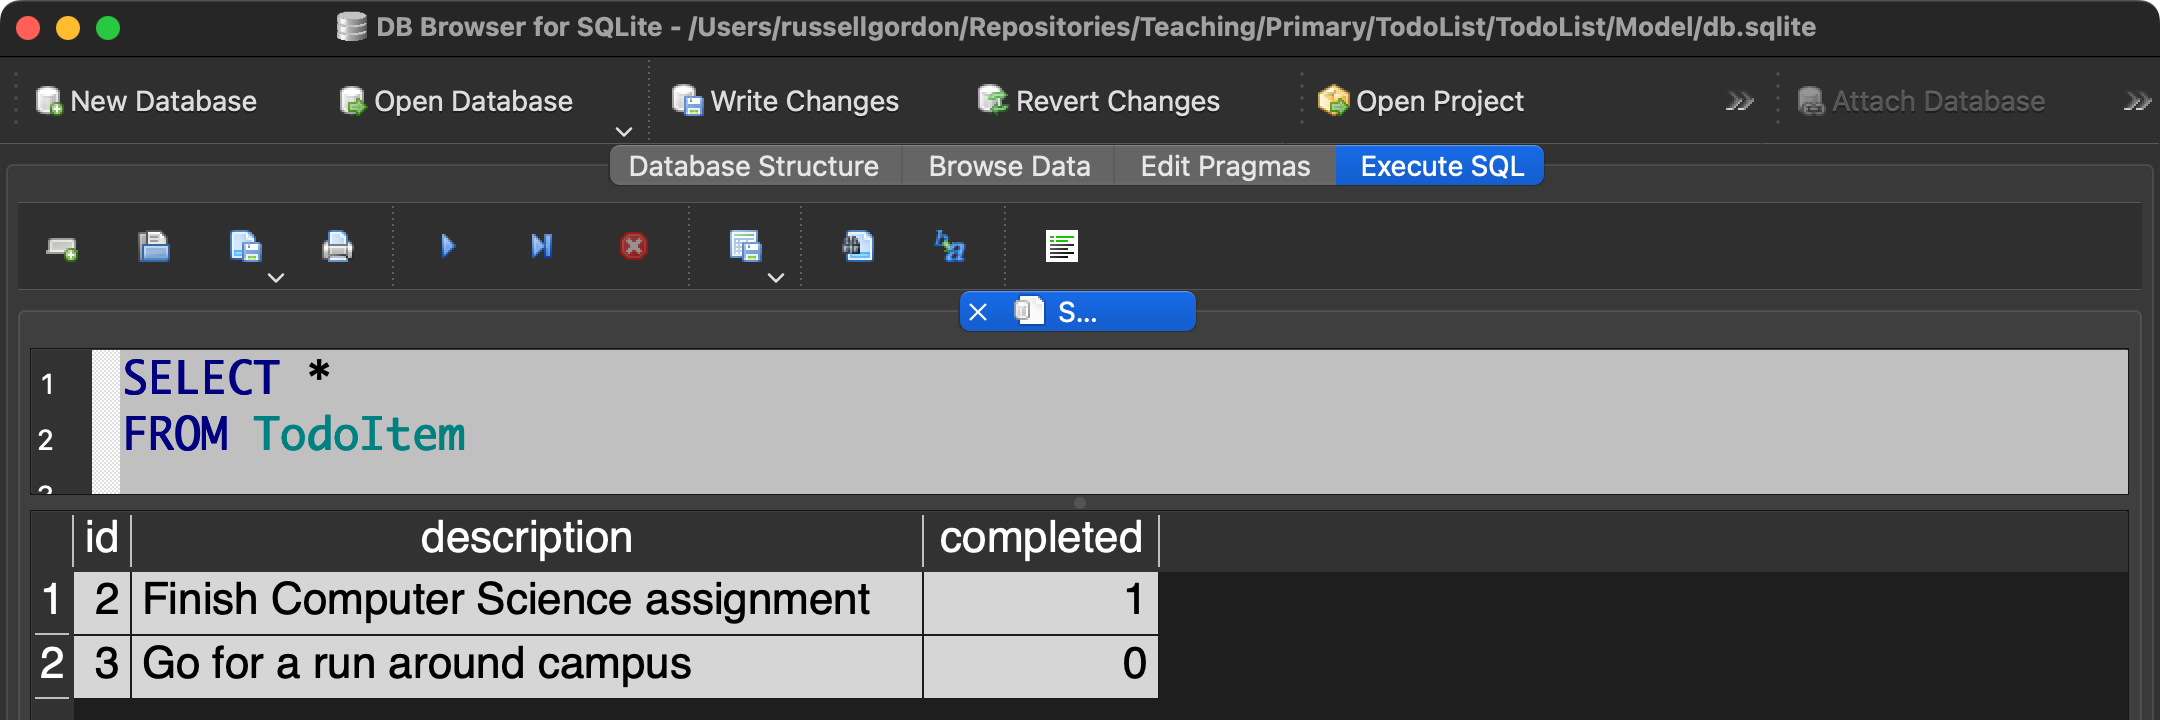 DB Browser for SQLite - /Users/russellgordon/Repositories/Teaching/Primary/TodoList/TodoList/Model/db.sqlite
New Database Open Database Write Changes Revert Changes Open Project Attach Database
Database Structure Browse Data Edit Pragmas Execute SQL
S...
1 SELECT *
2 FROM TodoItem
3
id description completed
1 2 Finish Computer Science assignment 1
2 3 Go for a run around campus 0